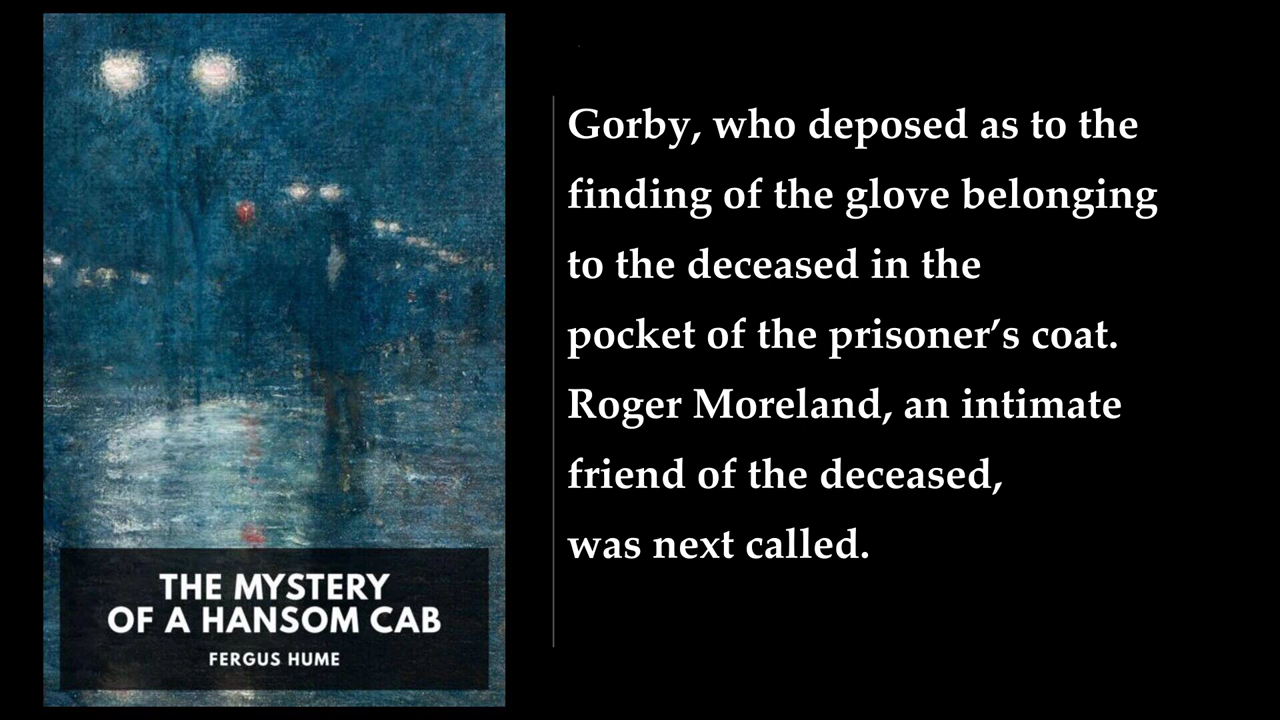 THE MYSTERY
OF A HANSOM CAB
FERGUS HUME
Gorby, who deposed as to the
finding of the glove belonging
to the deceased in the
pocket of the prisoner’s coat.
Roger Moreland, an intimate
friend of the deceased,
was next called.